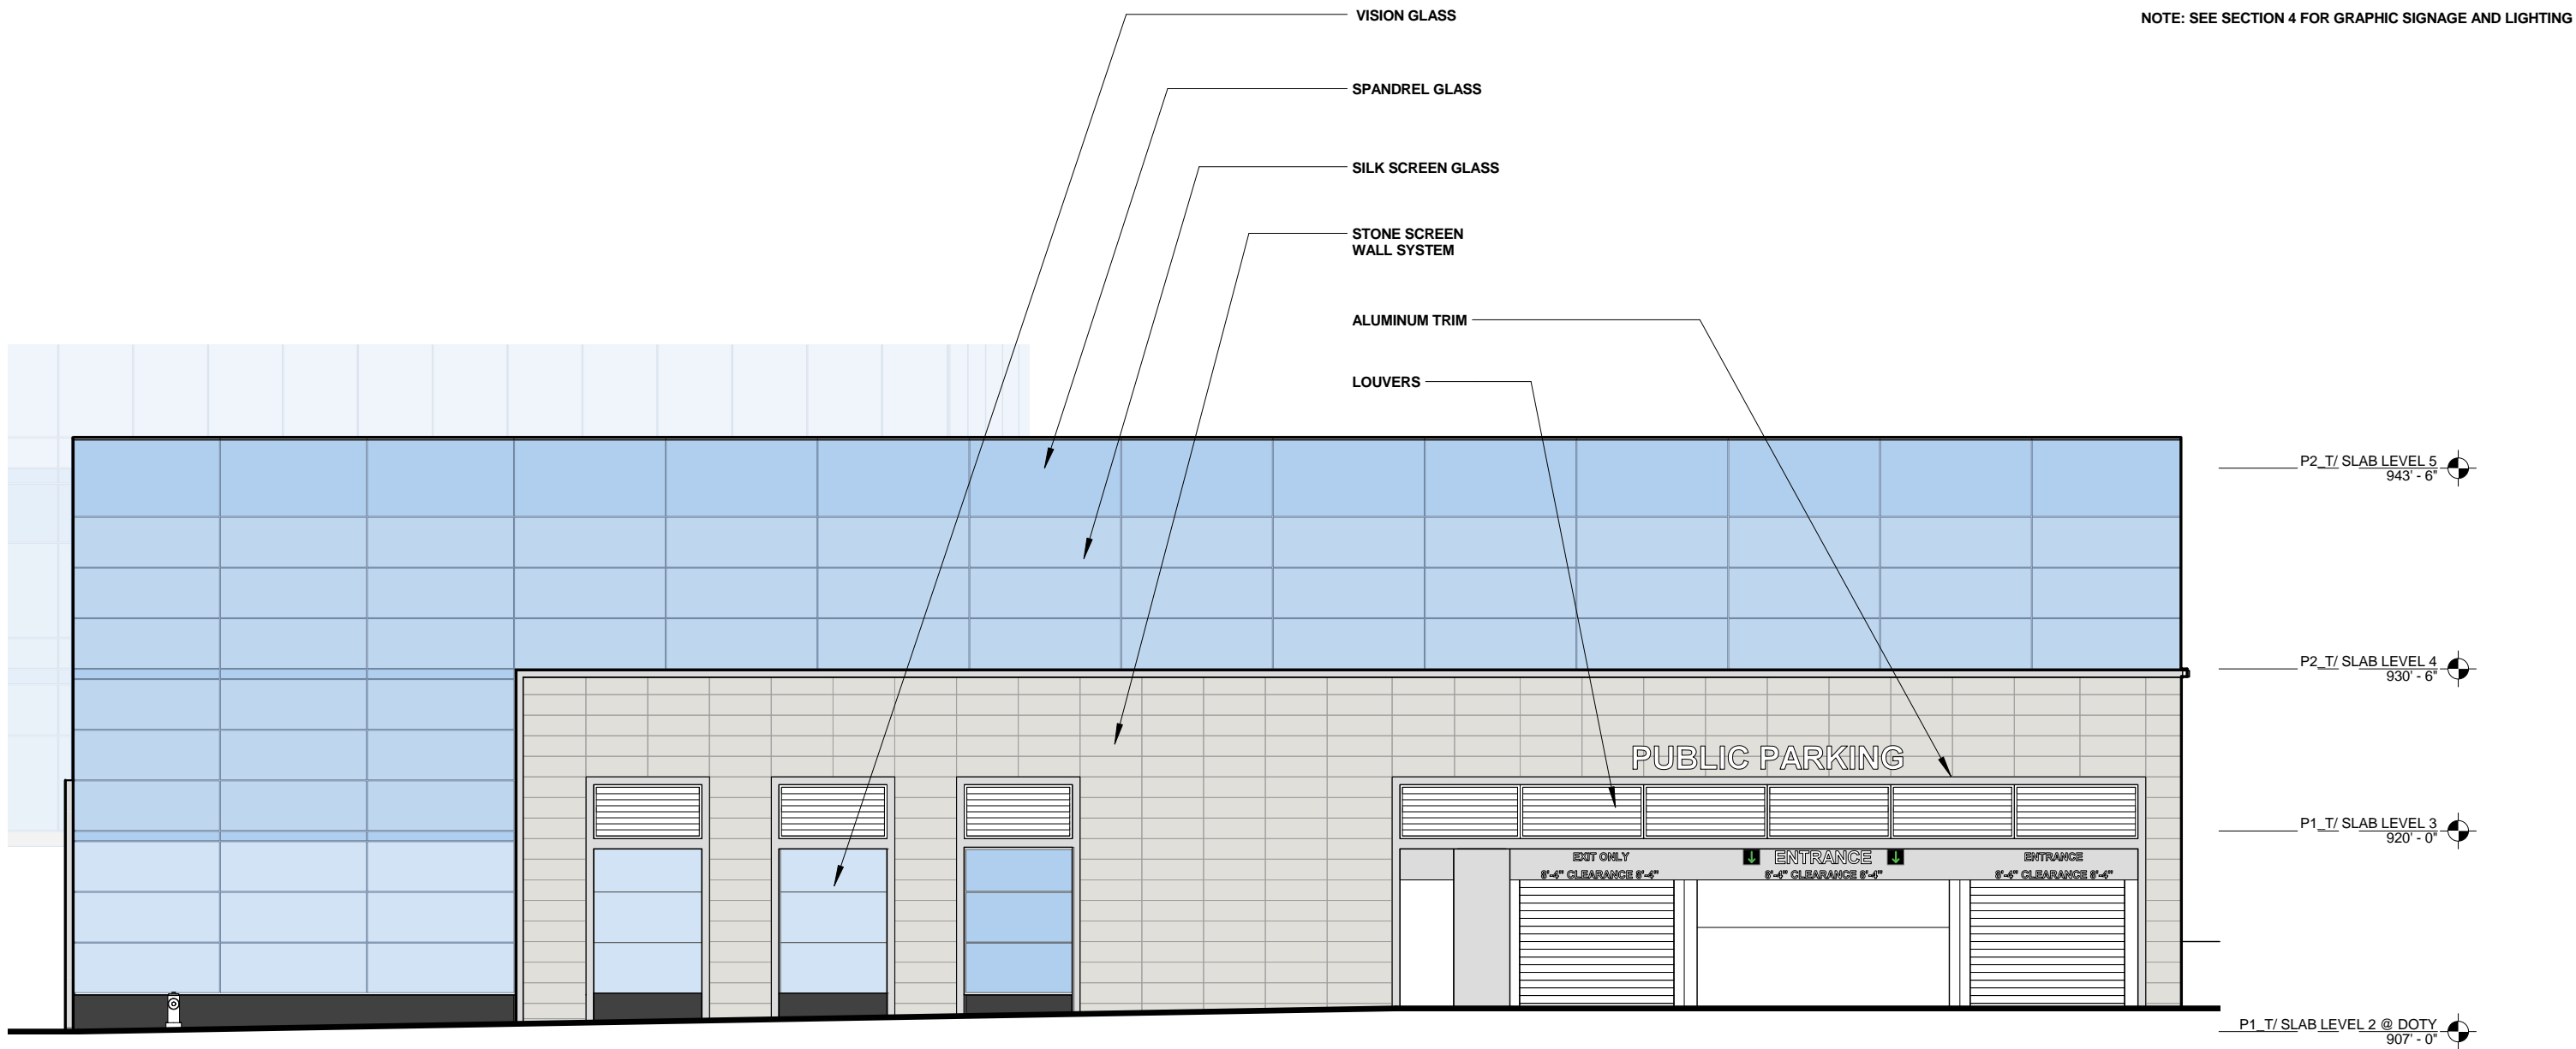 VISION GLASS
NOTE: SEE SECTION 4 FOR GRAPHIC SIGNAGE AND LIGHTING
SPANDREL GLASS
SILK SCREEN GLASS
STONE SCREEN
WALL SYSTEM
ALUMINUM TRIM
LOUVERS
P2_T/ SLAB LEVEL 5
943' - 6"
P2_T/ SLAB LEVEL 4
930' - 6"
PUBLIC PARKING
P1_T/ SLAB LEVEL 3
920' - 0"
EXIT ONLY
ENTRANCE
ENTRANCE
8'-4" CLEARANCE 8'-4"
8'-4" CLEARANCE 8'-4"
8'-4" CLEARANCE 8'-4"
P1_T/ SLAB LEVEL 2 @ DOTY
907' - 0"